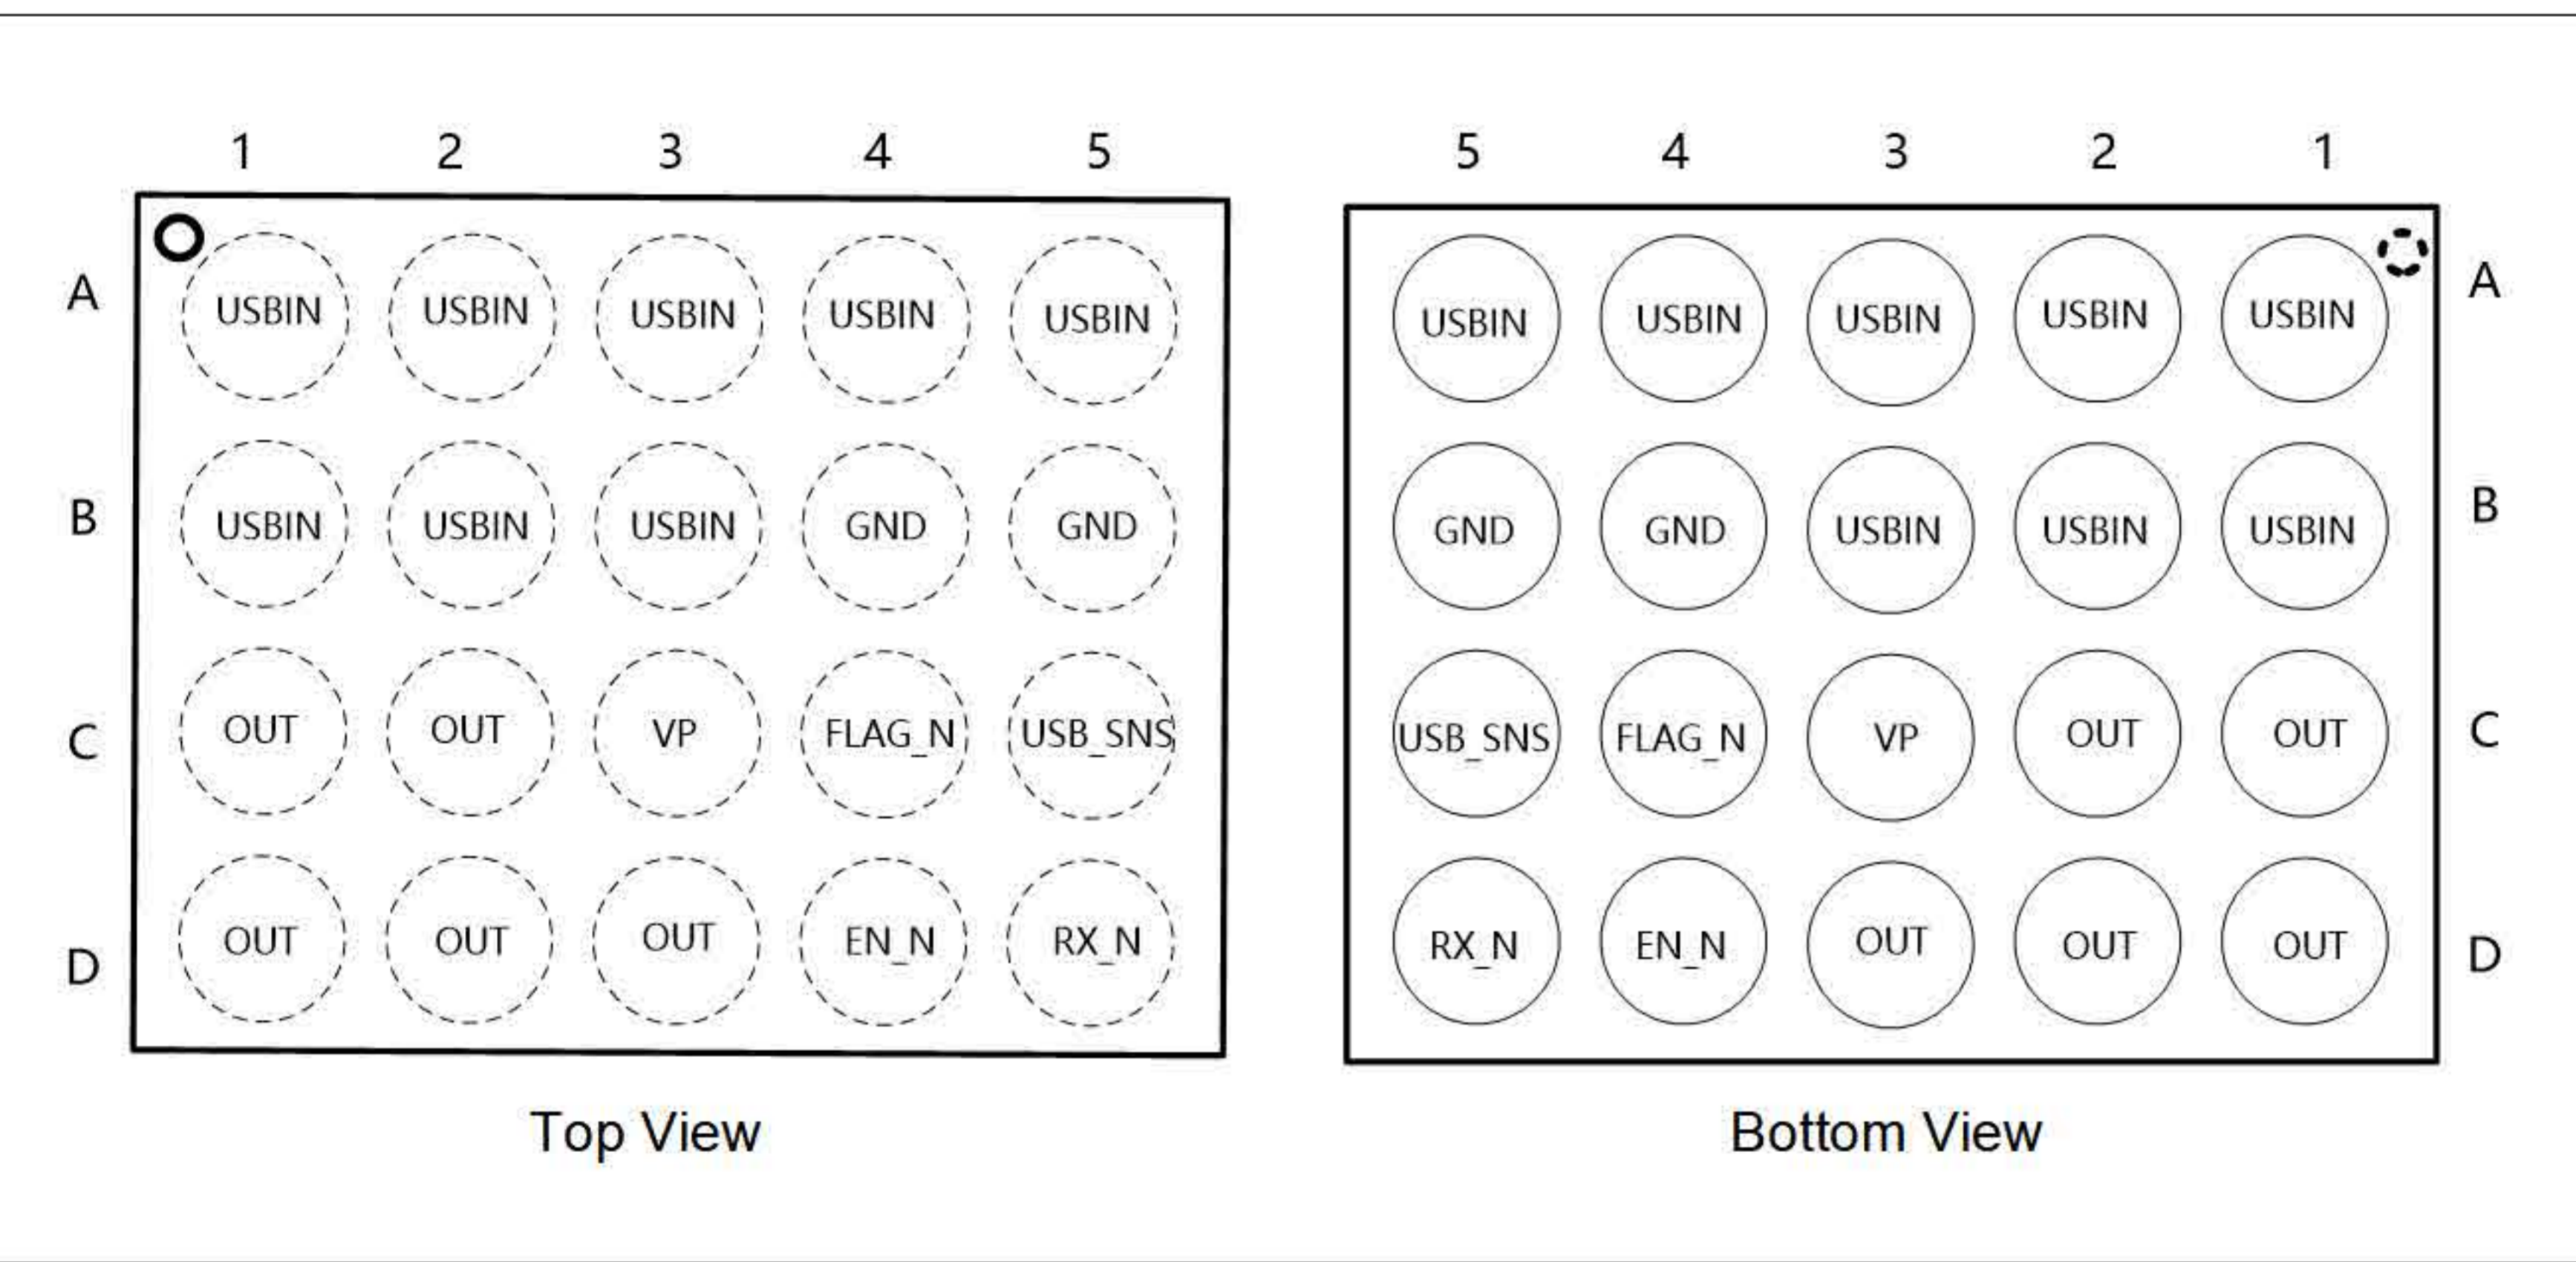 1 2 3 4 5
A USBIN USBIN USBIN USBIN USBIN
B USBIN USBIN USBIN GND GND
C OUT OUT VP FLAG_N USB_SNS
D OUT OUT OUT EN_N RX_N
Top View
5 4 3 2 1
USBIN USBIN USBIN USBIN USBIN A
GND GND USBIN USBIN USBIN B
USB_SNS FLAG_N VP OUT OUT C
RX_N EN_N OUT OUT OUT D
Bottom View